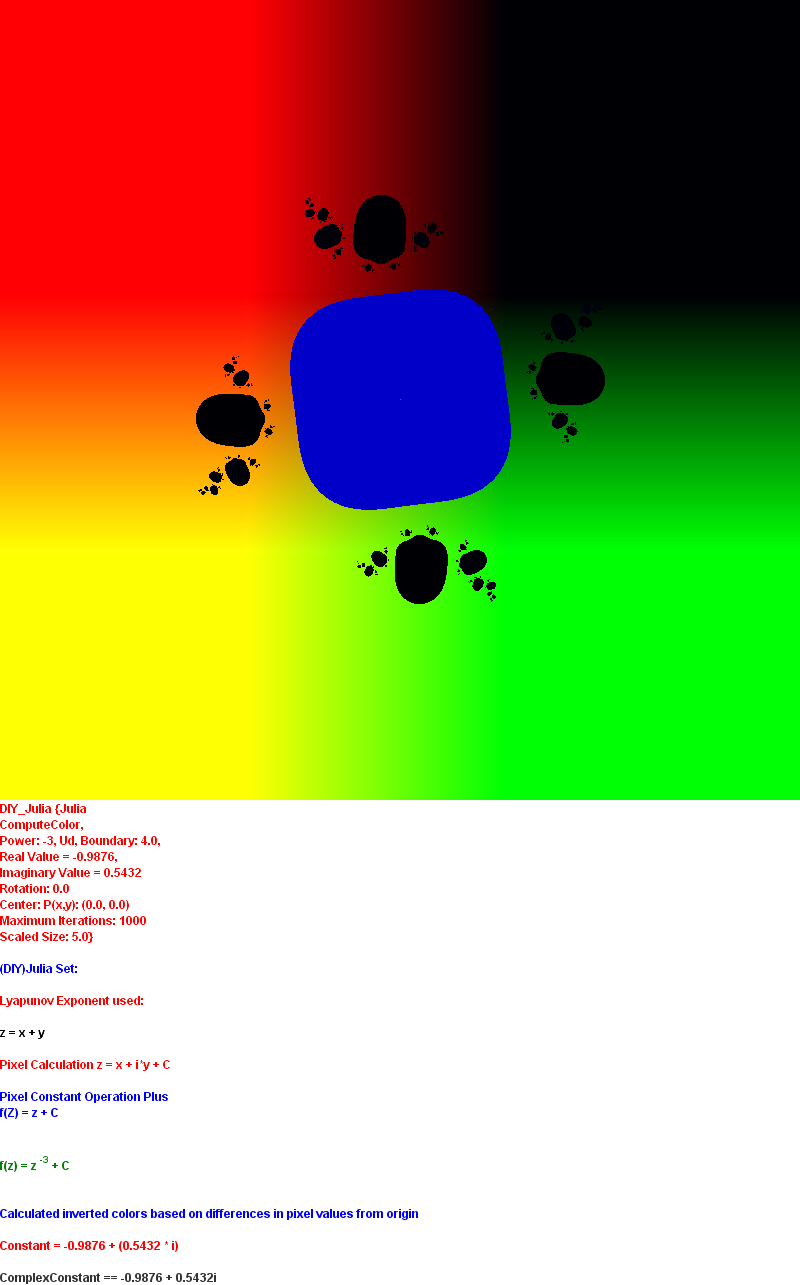 DIY_Julia {Julia
ComputeColor,
Power: -3, Ud, Boundary: 4.0,
Real Value = -0.9876,
Imaginary Value = 0.5432
Rotation: 0.0
Center: P(x,y): (0.0, 0.0)
Maximum Iterations: 1000
Scaled Size: 5.0}
(DIY)Julia Set:
Lyapunov Exponent used:
z = x + y
Pixel Calculation z = x + i*y + C
Pixel Constant Operation Plus
f(Z) = z + C
f(z) = z -3 + C
Calculated inverted colors based on differences in pixel values from origin
Constant = -0.9876 + (0.5432 * i)
ComplexConstant == -0.9876 + 0.5432i